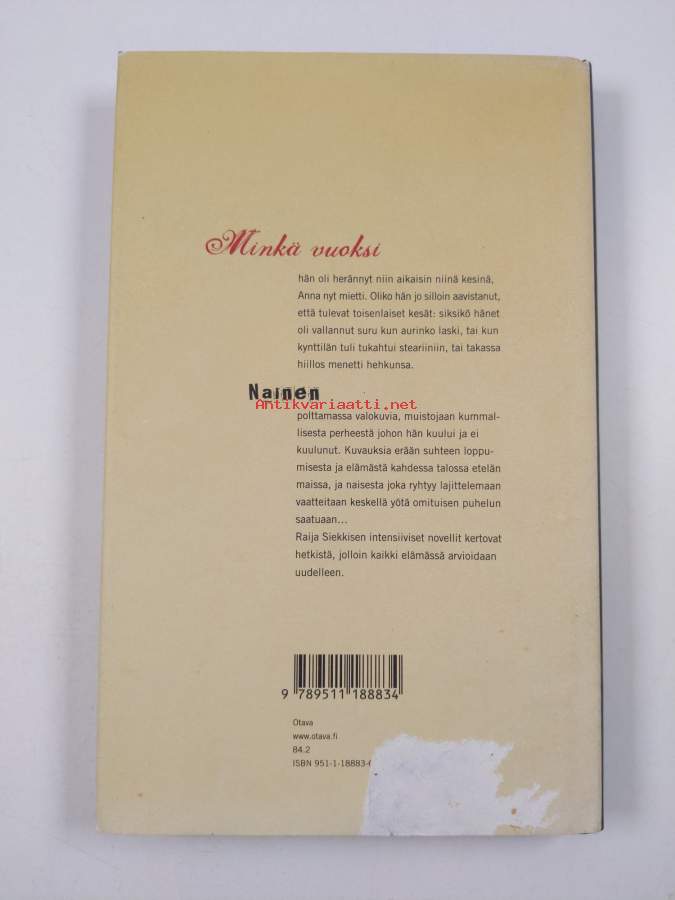 Minkä vuoksi
hän oli herännyt niin aikaisin niinä kesinä,
Anna nyt mietti. Oliko hän jo silloin aavistanut,
että tulevat toisenlaiset kesät: siksikö hänet
oli vallannut suru kun aurinko laski, tai kun
kynttilän tuli tukahtui steariiniin, tai takassa
hiillos menetti hehkunsa.
Nainen
Antikvariaatti.net
polttamassa valokuvia, muistojaan kummal-
lisesta perheestä johon hän kuului ja ei
kuulunut. Kuvauksia erään suhteen loppu-
misesta ja elämästä kahdessa talossa etelän
maissa, ja naisesta joka ryhtyy lajittelemaan
vaatteitaan keskellä yötä omituisen puhelun
saatuaan...
Raija Siekkisen intensiiviset novellit kertovat
hetkistä, jolloin kaikki elämässä arvioidaan
uudelleen.
9 789511 188834
Otava
www.otava.fi
84.2
ISBN 951-1-18883-